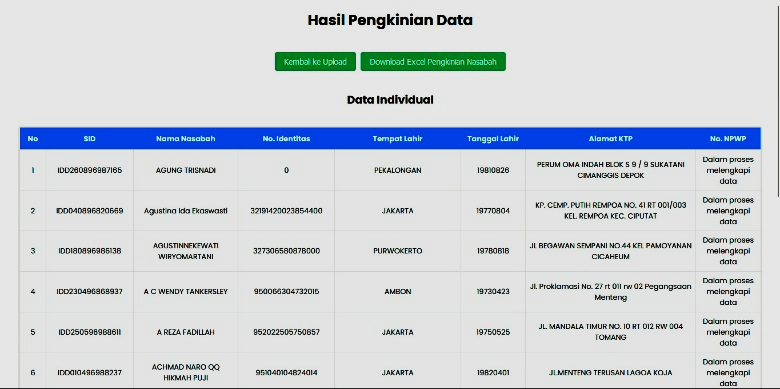 Hasil Pengkinian Data
Kembali ke Upload Download Excel Pengkinian Nasabah
Data Individual
No SID Nama Nasabah No. Identitas Tempat Lahir Tanggal Lahir Alamat KTP No. NPWP
1 IDD260896987165 AGUNG TRISNADI 0 PEKALONGAN 19810826 PERUM OMA INDAH BLOK S 9 / 9 SUKATANI CIMANGGIS DEPOK Dalam proses melengkapi data
2 IDD040896820669 Agustina Ida Ekaswasti 32191420023854400 JAKARTA 19770804 KP. CEMP. PUTIH REMPOA NO. 41 RT 001/003 KEL. REMPOA KEC. CIPUTAT Dalam proses melengkapi data
3 IDD180896986138 AGUSTINNEKEWATI WIRYOMARTANI 327306580878000 PURWOKERTO 19780818 JL BEGAWAN SEMPANI NO.44 KEL PAMOYANAN CICAHEUM Dalam proses melengkapi data
4 IDD230496868937 A C WENDY TANKERSLEY 950066304732015 AMBON 19730423 Jl. Proklamasi No. 27 rt 011 rw 02 Pegangsaan Menteng Dalam proses melengkapi data
5 IDD250596988611 A REZA FADILLAH 952022505750857 JAKARTA 19750525 JL. MANDALA TIMUR NO. 10 RT 012 RW 004 TOMANG Dalam proses melengkapi data
6 IDD010496988237 ACHMAD NARO QQ HIKMAH PUJI 951040104824014 JAKARTA 19820401 JLMENTENG TERUSAN LAGOA KOJA Dalam proses melengkapi data